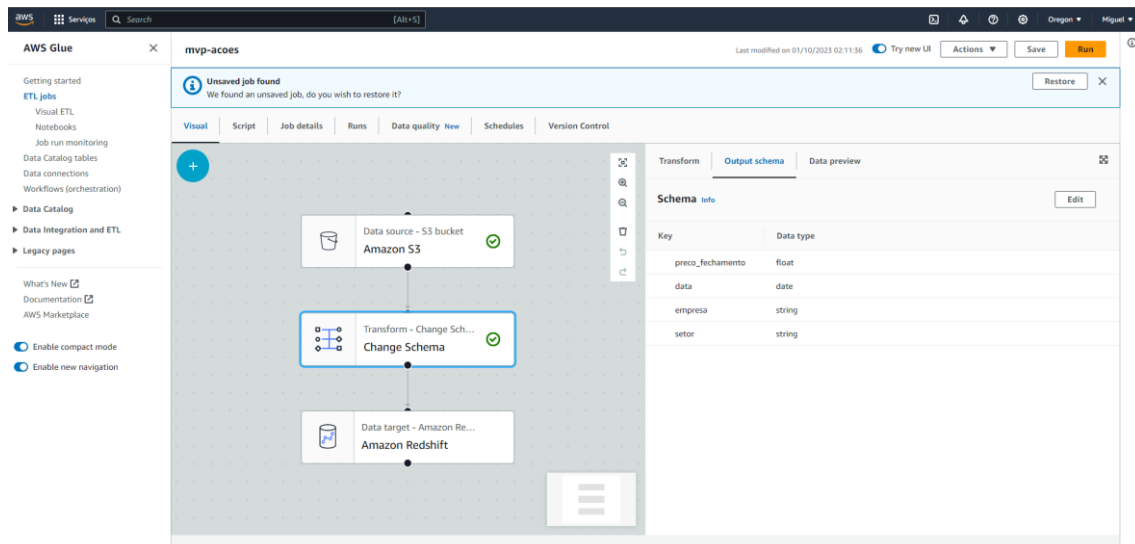 aws
Serviços
Search
[Alt+S]
Oregon ▼
Miguel ▼
AWS Glue
Getting started
ETL jobs
Visual ETL
Notebooks
Job run monitoring
Data Catalog tables
Data connections
Workflows (orchestration)
Data Catalog
Data Integration and ETL
Legacy pages
What's New
Documentation
AWS Marketplace
Enable compact mode
Enable new navigation
mvp-acoes
Last modified on 01/10/2023 02:11:36
Try new UI
Actions ▼
Save
Run
Unsaved job found
We found an unsaved job, do you wish to restore it?
Restore
Visual
Script
Job details
Runs
Data quality New
Schedules
Version Control
Data source - S3 bucket
Amazon S3
Transform - Change Sch...
Change Schema
Data target - Amazon Re...
Amazon Redshift
Transform
Output schema
Data preview
Schema Info
Edit
Key Data type
preco_fechamento float
data date
empresa string
setor string